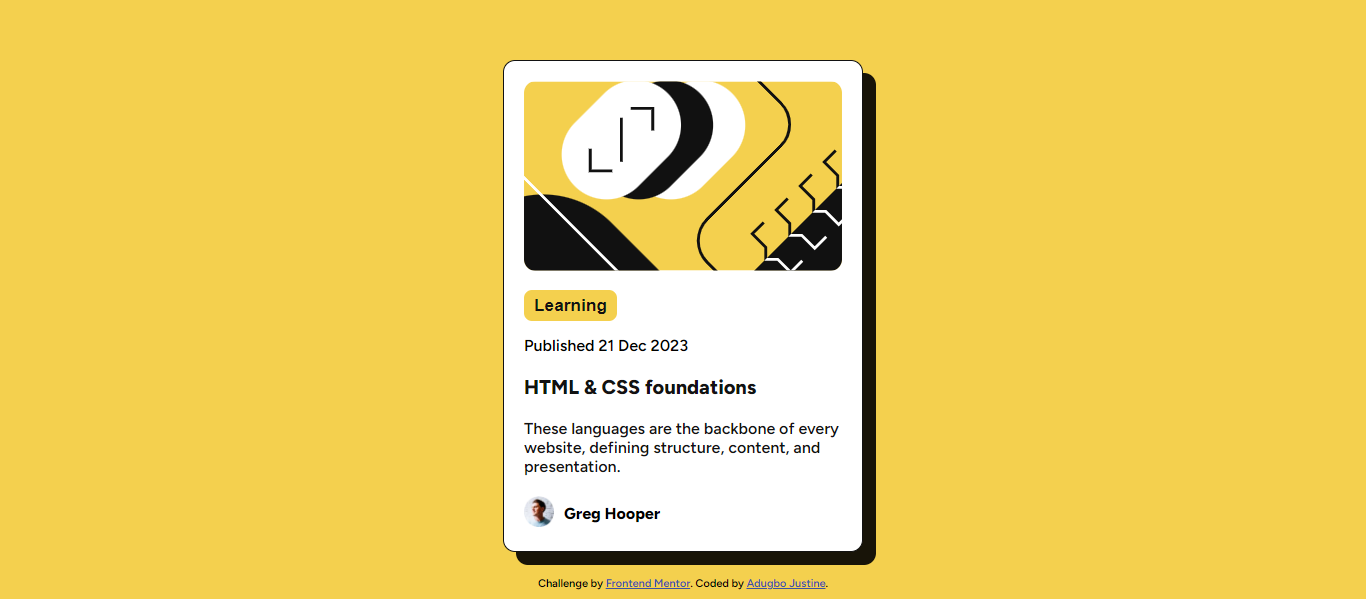 Learning
Published 21 Dec 2023
HTML & CSS foundations
These languages are the backbone of every
website, defining structure, content, and
presentation.
Greg Hooper
Challenge by Frontend Mentor. Coded by Adugbo Justine.